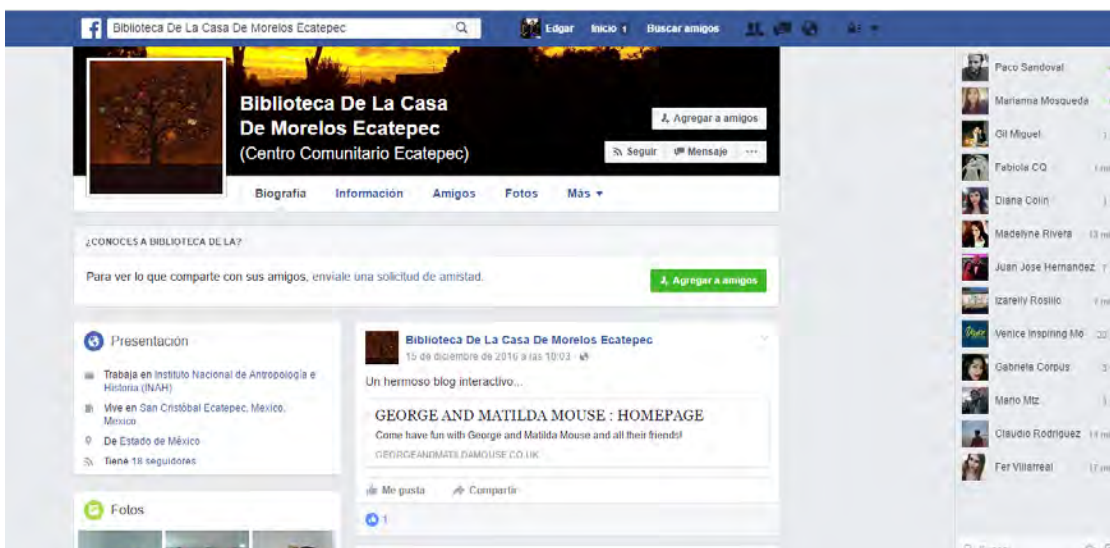 Biblioteca De La Casa De Morelos Ecatepec
Edgar Inicio 1 Buscar amigos
Biblioteca De La Casa
De Morelos Ecatepec
(Centro Comunitario Ecatepec)
Agregar a amigos
Seguir Mensaje ...
Biografía Información Amigos Fotos Más
¿CONOCES A BIBLIOTECA DE LA?
Para ver lo que comparte con sus amigos, envíale una solicitud de amistad.
Agregar a amigos
Presentación
Trabaja en Instituto Nacional de Antropología e
Historia (INAH)
Vive en San Cristóbal Ecatepec, Mexico,
Mexico
De Estado de México
Tiene 18 seguidores
Fotos
Biblioteca De La Casa De Morelos Ecatepec
15 de diciembre de 2016 a las 10:03
Un hermoso blog interactivo...
GEORGE AND MATILDA MOUSE : HOMEPAGE
Come have fun with George and Matilda Mouse and all their friends!
GEORGEANDMATILDAMOUSE.CO.UK
Me gusta Compartir
1
Paco Sandoval
Marianna Mosqueda
Gil Miguel
Fabiola CQ
Diana Colin
Madelyne Rivera 13
Juan Jose Hernandez
Izarelly Rosillo
Venice Inspiring Mo
Gabriela Corpus
Mario Mtz
Claudio Rodriguez
Fer Villarreal